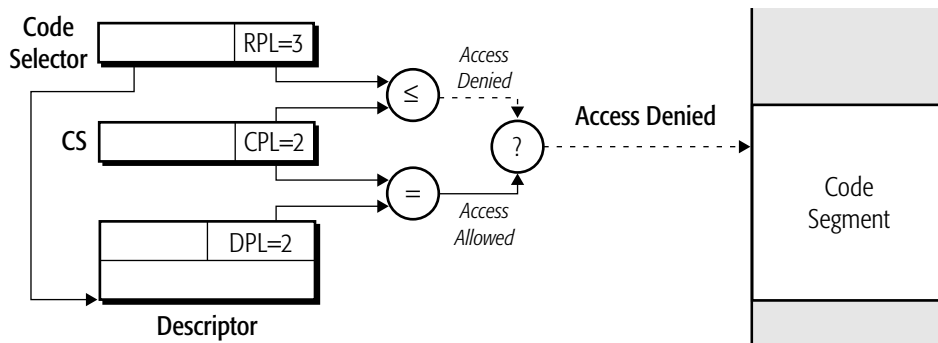 Code
Selector
RPL=3
Access
Denied
≤
CS
CPL=2
?
Access Denied
=
Access
Allowed
DPL=2
Descriptor
Code
Segment